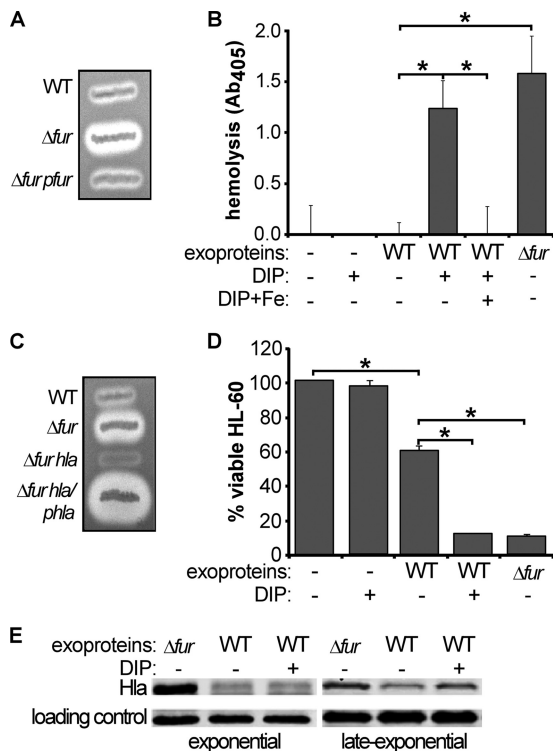 A
WT
Δfur
Δfur pfur
B
hemolysis (Ab405)
2.0
1.5
1.0
0.5
0.0
*
* *
exoproteins: - - WT WT WT Δfur
DIP: - + - + + -
DIP+Fe: - - - - + -
C
WT
Δfur
Δfur hla
Δfur hla/
phla
D
% viable HL-60
120
100
80
60
40
20
0
*
*
*
exoproteins: - - WT WT Δfur
DIP: - + - + -
E
exoproteins: Δfur WT WT Δfur WT WT
DIP: - - + - - +
Hla
loading control
exponential late-exponential